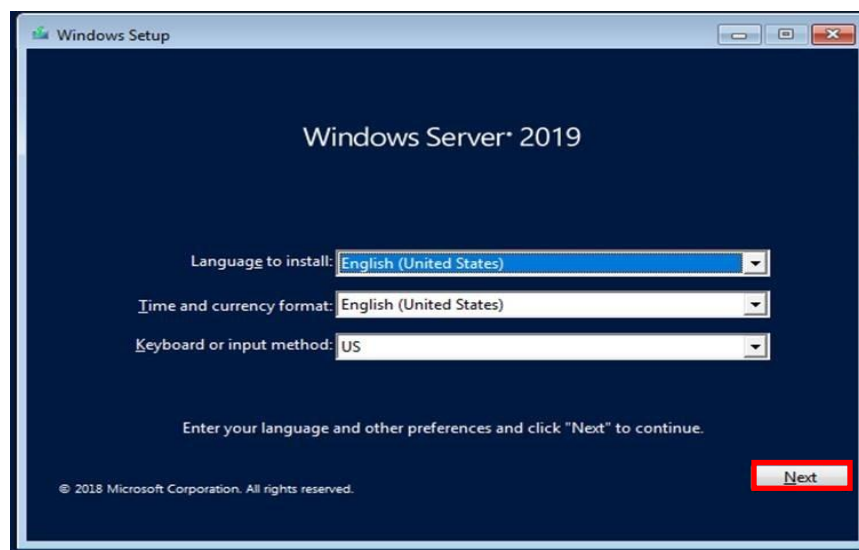 Windows Setup
Windows Server® 2019
Language to install: English (United States)
Time and currency format: English (United States)
Keyboard or input method: US
Enter your language and other preferences and click "Next" to continue.
Next
© 2018 Microsoft Corporation. All rights reserved.